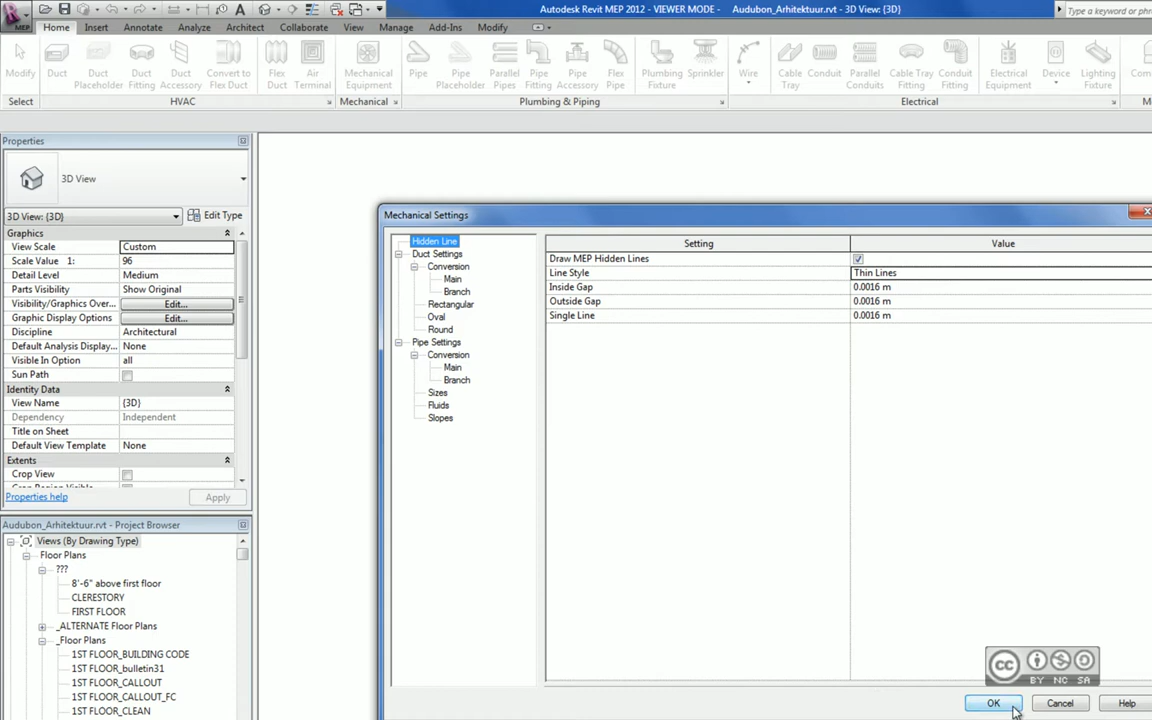 Autodesk Revit MEP 2012 - VIEWER MODE - Audubon_Arhitektuur.rvt - 3D View: {3D}
Type a keyword or phra
MEP
Home Insert Annotate Analyze Architect Collaborate View Manage Add-Ins Modify
Modify
Duct
Duct Placeholder
Duct Fitting
Duct Accessory
Convert to Flex Duct
Flex Duct
Air Terminal
Mechanical Equipment
Pipe
Pipe Placeholder
Parallel Pipes
Pipe Fitting
Pipe Accessory
Flex Pipe
Plumbing Fixture
Sprinkler
Wire
Cable Tray
Conduit
Parallel Conduits
Cable Tray Fitting
Conduit Fitting
Electrical Equipment
Device
Lighting Fixture
Com
Select HVAC Mechanical Plumbing & Piping Electrical M
Properties
3D View
3D View: {3D} Edit Type
Graphics
View Scale Custom
Scale Value 1: 96
Detail Level Medium
Parts Visibility Show Original
Visibility/Graphics Over... Edit...
Graphic Display Options Edit...
Discipline Architectural
Default Analysis Display... None
Visible In Option all
Sun Path
Identity Data
View Name {3D}
Dependency Independent
Title on Sheet
Default View Template None
Extents
Crop View
Properties help Apply
Audubon_Arhitektuur.rvt - Project Browser
Views (By Drawing Type)
Floor Plans
???
8'-6" above first floor
CLERESTORY
FIRST FLOOR
_ALTERNATE Floor Plans
_Floor Plans
1ST FLOOR_BUILDING CODE
1ST FLOOR_bulletin31
1ST FLOOR_CALLOUT
1ST FLOOR_CALLOUT_FC
1ST FLOOR_CLEAN
Mechanical Settings
Hidden Line
Duct Settings
Conversion
Main
Branch
Rectangular
Oval
Round
Pipe Settings
Conversion
Main
Branch
Sizes
Fluids
Slopes
Setting Value
Draw MEP Hidden Lines
Line Style Thin Lines
Inside Gap 0.0016 m
Outside Gap 0.0016 m
Single Line 0.0016 m
cc
BY NC SA
OK Cancel Help